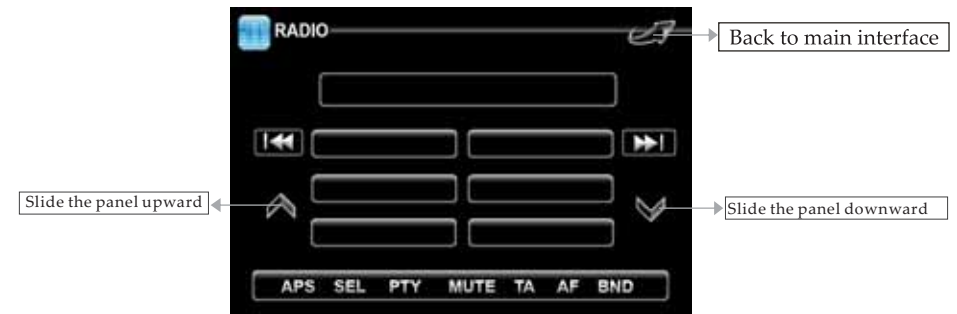 RADIO
Back to main interface
Slide the panel upward
Slide the panel downward
APS SEL PTY MUTE TA AF BND